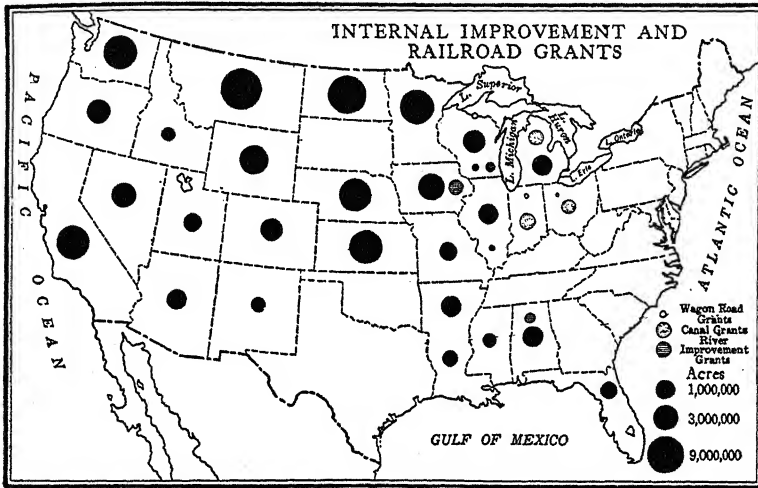 INTERNAL IMPROVEMENT AND
RAILROAD GRANTS
PACIFIC OCEAN
L. Superior
L. Michigan
L. Huron
L. Erie
L. Ontario
ATLANTIC OCEAN
GULF OF MEXICO
Wagon Road
Grants
Canal Grants
River
Improvement
Grants
Acres
1,000,000
3,000,000
9,000,000